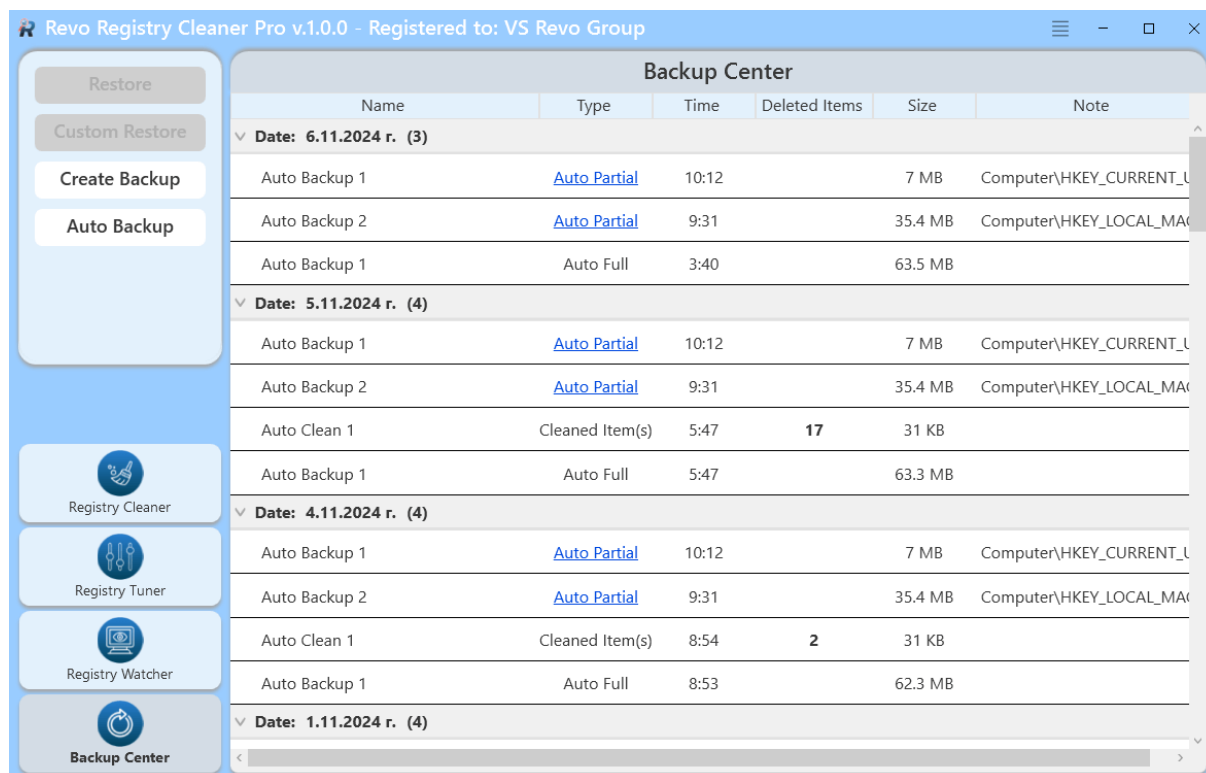 Revo Registry Cleaner Pro v.1.0.0 - Registered to: VS Revo Group
Restore
Custom Restore
Create Backup
Auto Backup
Registry Cleaner
Registry Tuner
Registry Watcher
Backup Center
Backup Center
Name Type Time Deleted Items Size Note
Date: 6.11.2024 г. (3)
Auto Backup 1 Auto Partial 10:12 7 MB Computer\HKEY_CURRENT_U
Auto Backup 2 Auto Partial 9:31 35.4 MB Computer\HKEY_LOCAL_MAC
Auto Backup 1 Auto Full 3:40 63.5 MB
Date: 5.11.2024 г. (4)
Auto Backup 1 Auto Partial 10:12 7 MB Computer\HKEY_CURRENT_U
Auto Backup 2 Auto Partial 9:31 35.4 MB Computer\HKEY_LOCAL_MAC
Auto Clean 1 Cleaned Item(s) 5:47 17 31 KB
Auto Backup 1 Auto Full 5:47 63.3 MB
Date: 4.11.2024 г. (4)
Auto Backup 1 Auto Partial 10:12 7 MB Computer\HKEY_CURRENT_U
Auto Backup 2 Auto Partial 9:31 35.4 MB Computer\HKEY_LOCAL_MAC
Auto Clean 1 Cleaned Item(s) 8:54 2 31 KB
Auto Backup 1 Auto Full 8:53 62.3 MB
Date: 1.11.2024 г. (4)